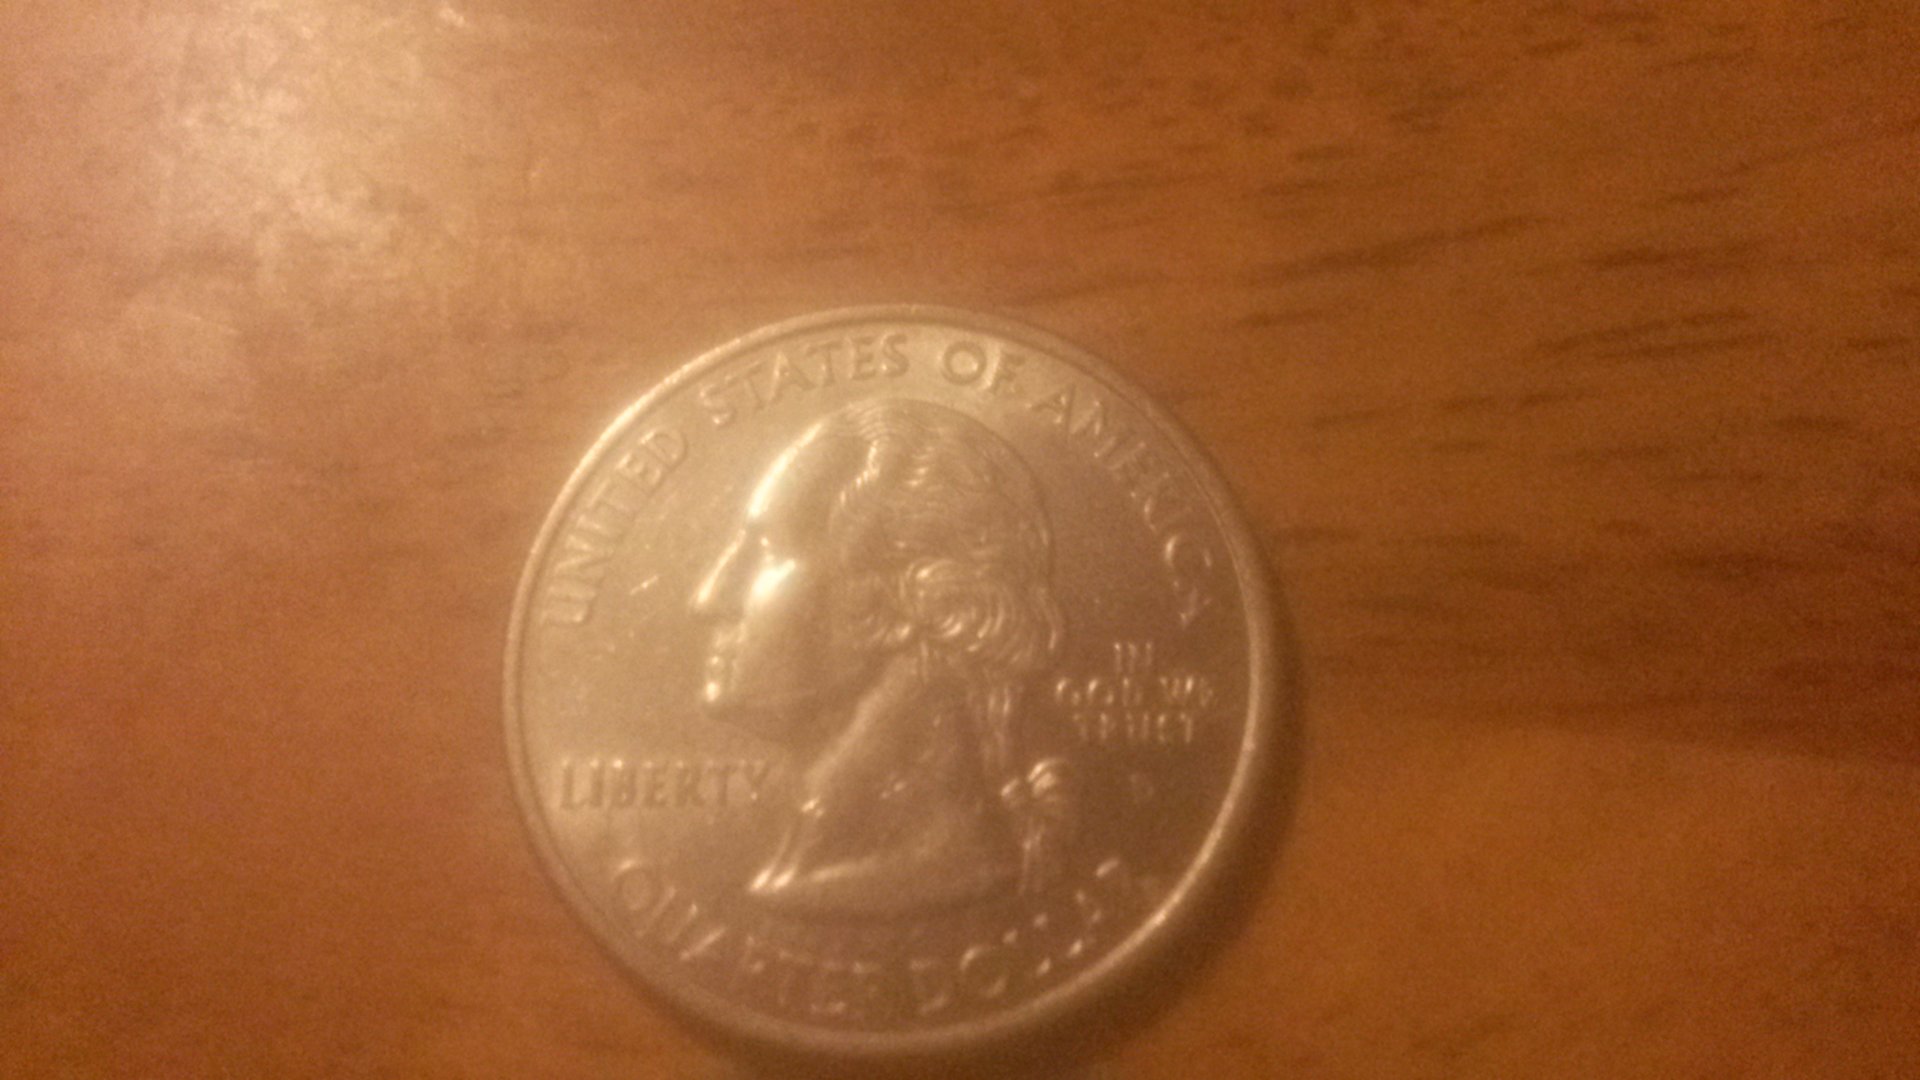 UNITED STATES OF AMERICA
LIBERTY
IN
GOD WE
TRUST
D
QUARTER DOLLAR